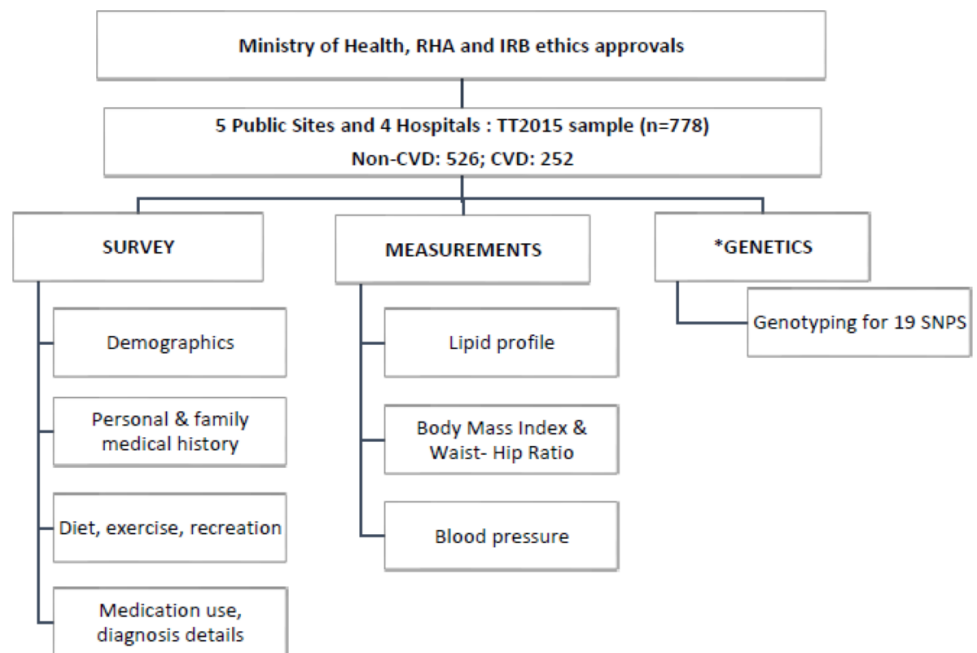 Ministry of Health, RHA and IRB ethics approvals
5 Public Sites and 4 Hospitals : TT2015 sample (n=778)
Non-CVD: 526; CVD: 252
SURVEY
Demographics
Personal & family
medical history
Diet, exercise, recreation
Medication use,
diagnosis details
MEASUREMENTS
Lipid profile
Body Mass Index &
Waist- Hip Ratio
Blood pressure
*GENETICS
Genotyping for 19 SNPS